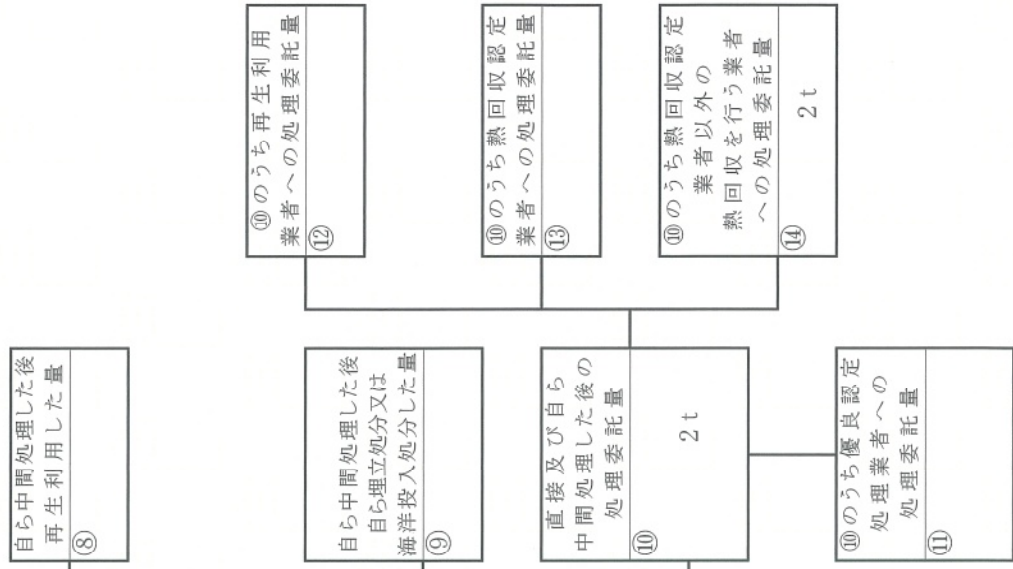 自ら中間処理した後
再生利用した量
⑧
自ら中間処理した後
自ら埋立処分又は
海洋投入処分した量
⑨
直接及び自ら
中間処理した後の
処理委託量
⑩
2ｔ
⑩のうち優良認定
処理業者への
処理委託量
⑪
⑩のうち再生利用
業者への処理委託量
⑫
⑩のうち熱回収認定
業者への処理委託量
⑬
⑩のうち熱回収認定
業者以外の
熱回収を行う業者
への処理委託量
⑭
2ｔ